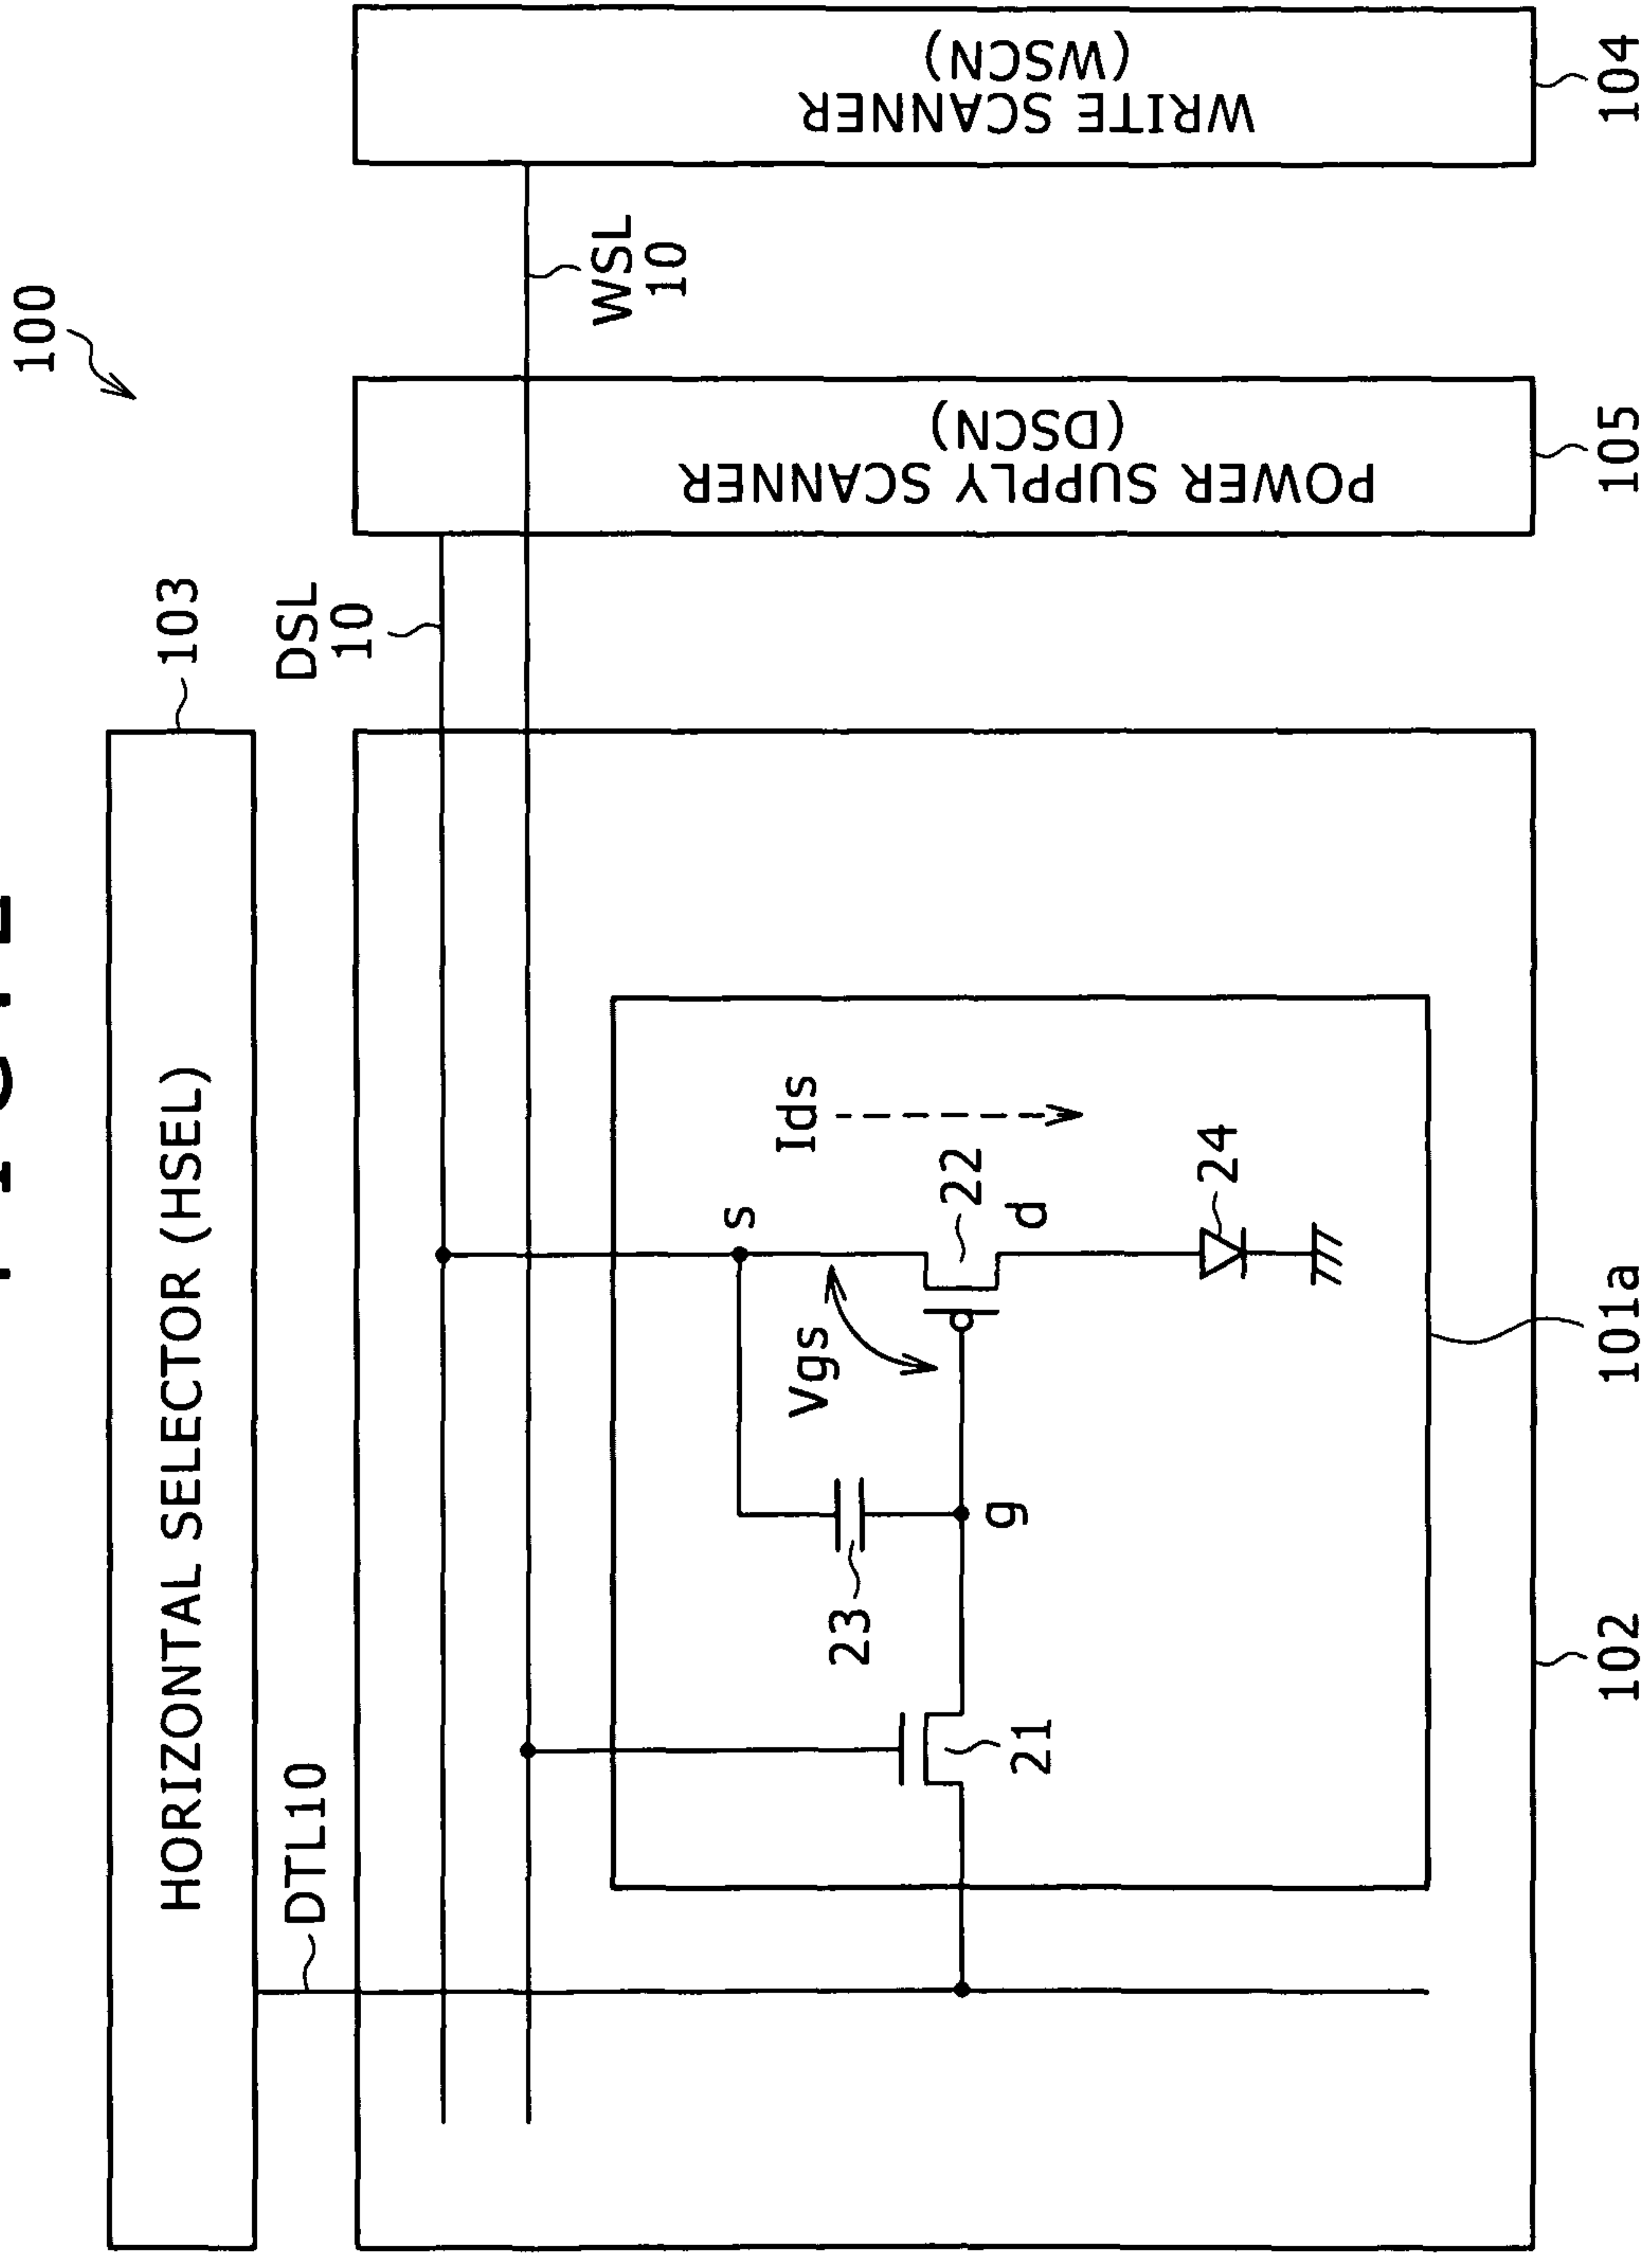 100
HORIZONTAL SELECTOR (HSEL)
103
DTL10
DSL
10
WSL
10
POWER SUPPLY SCANNER
(DSCN)
WRITE SCANNER
(WSCN)
s
Ids
Vgs
23
22
g
d
21
24
102
101a
105
104